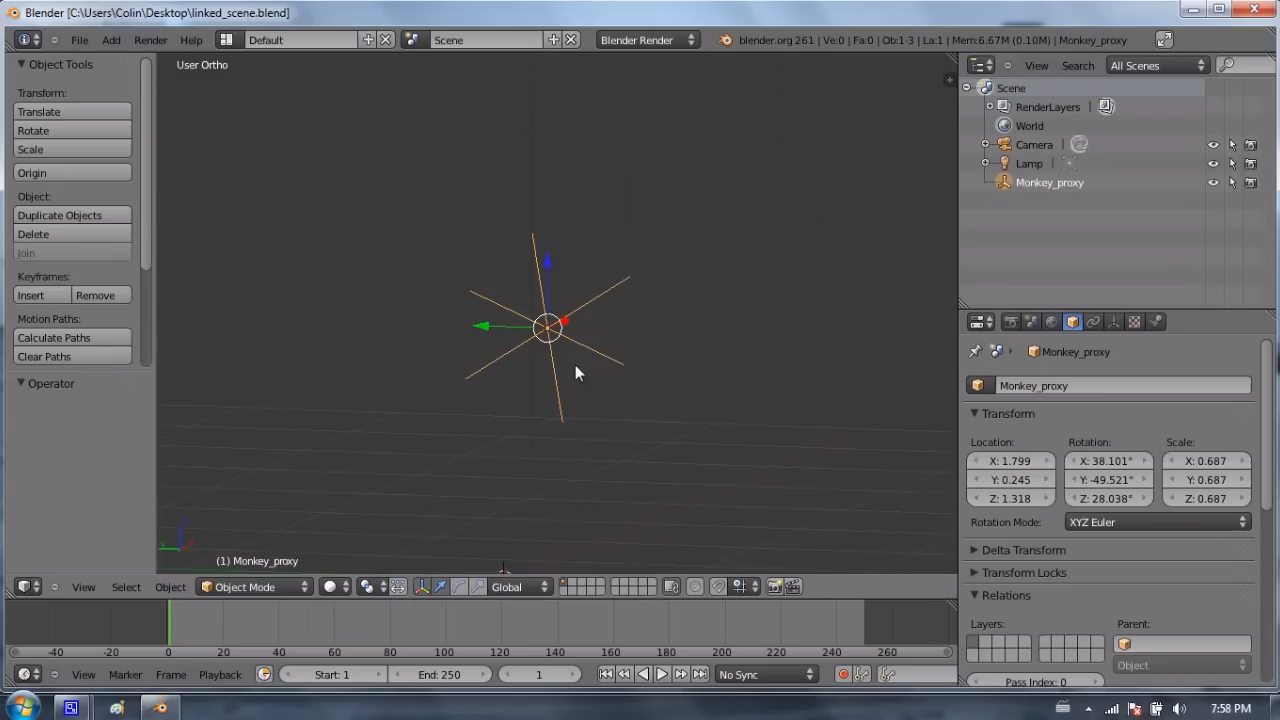 Blender [C:\Users\Colin\Desktop\linked_scene.blend]
File Add Render Help Default Scene Blender Render blender.org 261 | Ve:0 | Fa:0 | Ob:1-3 | La:1 | Mem:6.67M (0.10M) | Monkey_proxy
Object Tools
Transform:
Translate
Rotate
Scale
Origin
Object:
Duplicate Objects
Delete
Join
Keyframes:
Insert Remove
Motion Paths:
Calculate Paths
Clear Paths
Operator
User Ortho
(1) Monkey_proxy
View Select Object Object Mode Global
-40 -20 0 20 40 60 80 100 120 140 160 180 200 220 240 260
View Marker Frame Playback Start: 1 End: 250 1 No Sync
View Search All Scenes
Scene
RenderLayers
World
Camera
Lamp
Monkey_proxy
Monkey_proxy
Monkey_proxy
Transform
Location: Rotation: Scale:
X: 1.799 X: 38.101° X: 0.687
Y: 0.245 Y: -49.521° Y: 0.687
Z: 1.318 Z: 28.038° Z: 0.687
Rotation Mode: XYZ Euler
Delta Transform
Transform Locks
Relations
Layers: Parent:
Object
Pass Index: 0
7:58 PM